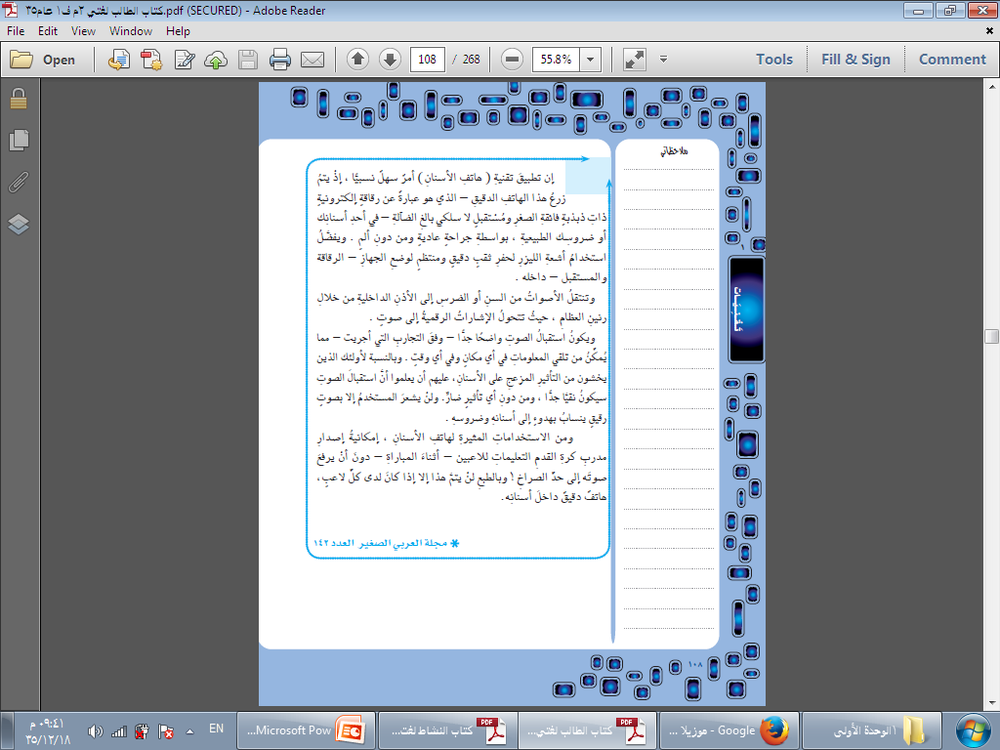 كتاب الطالب لغتي ٢م ف١ عام٣٥.pdf (SECURED) - Adobe Reader
File Edit View Window Help
Open 108 / 268 55.8% Tools Fill & Sign Comment
ملاحظاتي
إن تطبيقَ تقنيةِ ( هاتفِ الأسنانِ ) أمرٌ سهلٌ نسبيًّا ، إذْ يتمُ
زرعُ هذا الهاتفِ الدقيقِ – الذي هو عبارةٌ عن رقاقةٍ إلكترونيةٍ
ذاتِ ذبذبةٍ فائقةِ الصغرِ ومُسْتقبلٍ لا سلكي بالغِ الضآلةِ – في أحدِ أسنانِك
أو ضروسِك الطبيعيةِ ، بواسطةِ جراحةٍ عاديةٍ ومن دونِ ألمٍ . ويفضَّلُ
استخدامُ أشعة الليزرِ لحفرِ ثقبٍ دقيقٍ ومنتظمٍ لوضعِ الجهازِ – الرقاقة
والمستقبل – داخله .
وتنتقلُ الأصواتُ من السنِ أو الضرسِ إلى الأذنِ الداخليةِ من خلالِ
رنينِ العظام ، حيثُ تتحولُ الإشاراتُ الرقميةُ إلى صوتٍ .
ويكونُ استقبالُ الصوتِ واضحًا جدًّا – وفقَ التجاربِ التي أجريت – مما
يُمكِّنُ من تلقي المعلوماتِ في أي مكانٍ وفي أي وقتٍ . وبالنسبة لأولئك الذين
يخشون من التأثيرِ المزعجِ على الأسنانِ، عليهم أن يعلموا أنَّ استقبالَ الصوتِ
سيكونُ نقيًّا جدًّا ، ومن دونِ أي تأثيرٍ ضارٍّ. ولنْ يشعرَ المستخدمُ إلا بصوتٍ
رقيقٍ ينسابُ بهدوءٍ إلى أسنانهِ وضروسهِ .
ومن الاستخداماتِ المثيرةِ لهاتفِ الأسنانِ ، إمكانيةُ إصدارِ
مدربِ كرةِ القدمِ التعليماتِ للاعبين – أثناءَ المباراةِ – دونَ أنْ يرفعَ
صوتَه إلى حدِّ الصراخِ ! وبالطبعِ لنْ يتمَّ هذا إلا إذا كانَ لدى كلِّ لاعبٍ ،
هاتفٌ دقيقٌ داخلَ أسنانِه.
* مجلة العربي الصغير العدد ١٤٢
١٠٨
٠٩:٤١ م
٣٥/١٢/١٨
EN
Microsoft Pow...
كتاب النشاط لغت...
كتاب الطالب لغتي...
Google - موزيلا ...
١الوحدة الأولى